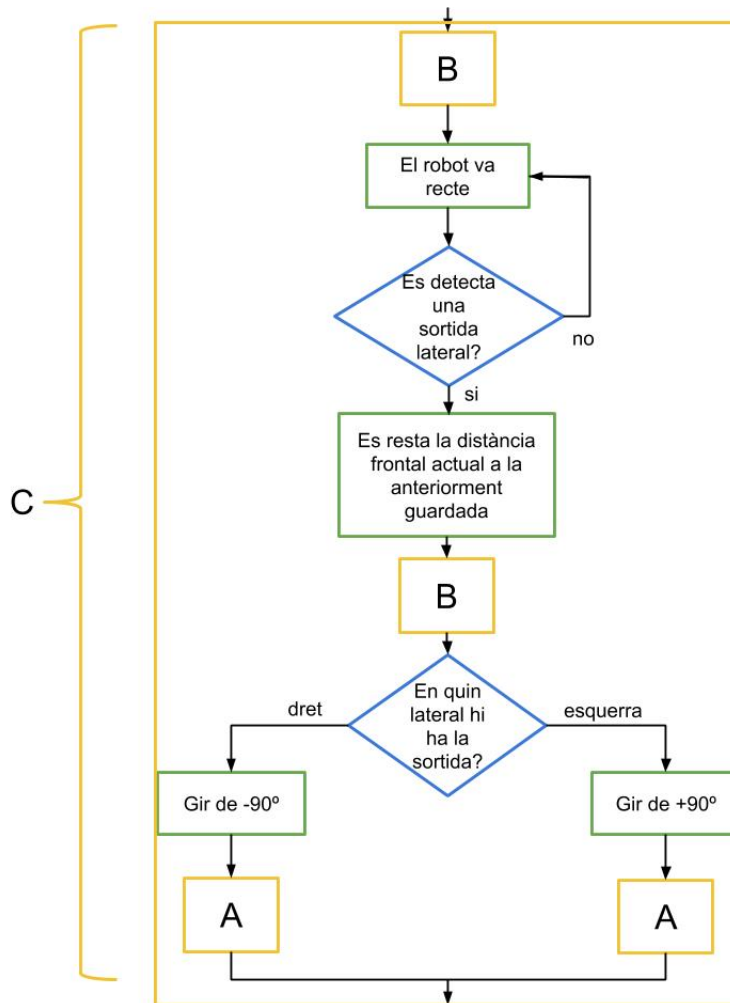 B
El robot va
recte
Es detecta
una
sortida
lateral?
no
si
Es resta la distància
frontal actual a la
anteriorment
guardada
C
B
En quin
lateral hi
ha la
sortida?
dret
esquerra
Gir de -90º
Gir de +90º
A
A